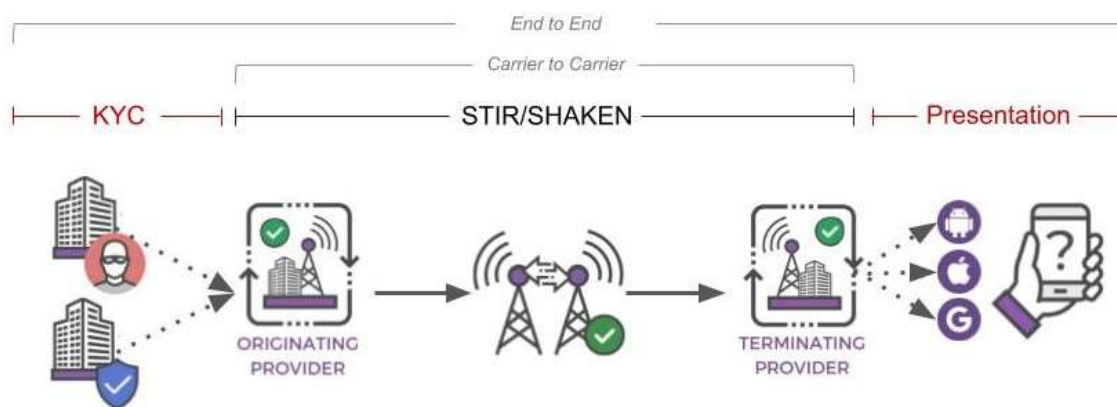 End to End
Carrier to Carrier
KYC
STIR/SHAKEN
Presentation
?
G
ORIGINATING
PROVIDER
TERMINATING
PROVIDER